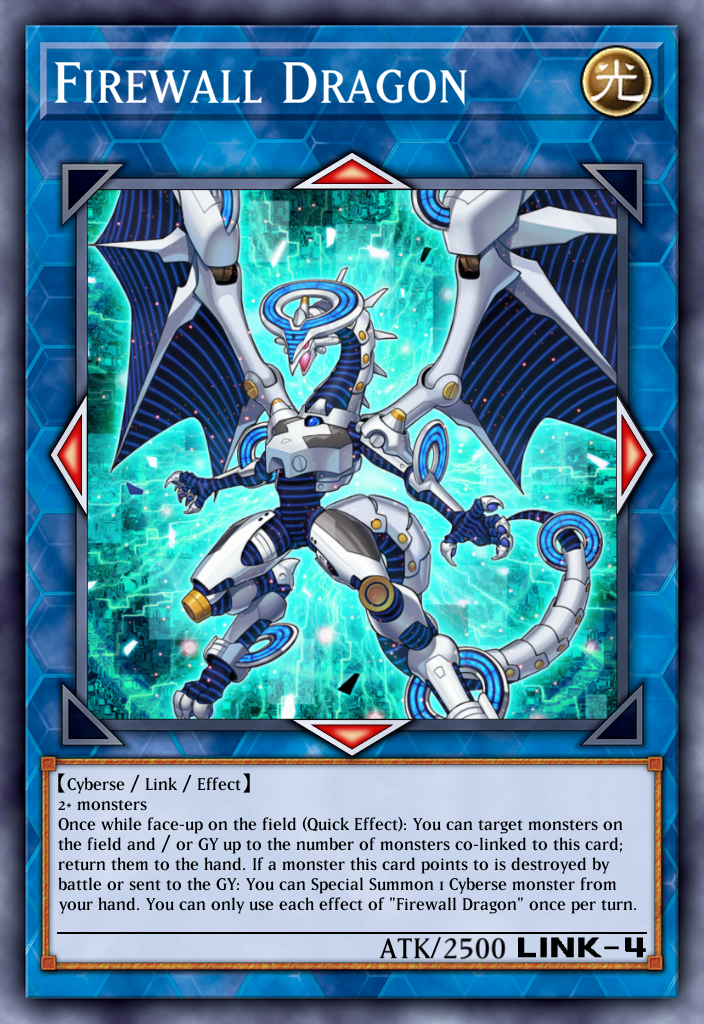 Firewall Dragon
光
【Cyberse / Link / Effect】
2+ monsters
Once while face-up on the field (Quick Effect): You can target monsters on
the field and / or GY up to the number of monsters co-linked to this card;
return them to the hand. If a monster this card points to is destroyed by
battle or sent to the GY: You can Special Summon 1 Cyberse monster from
your hand. You can only use each effect of "Firewall Dragon" once per turn.
ATK/2500 LINK-4